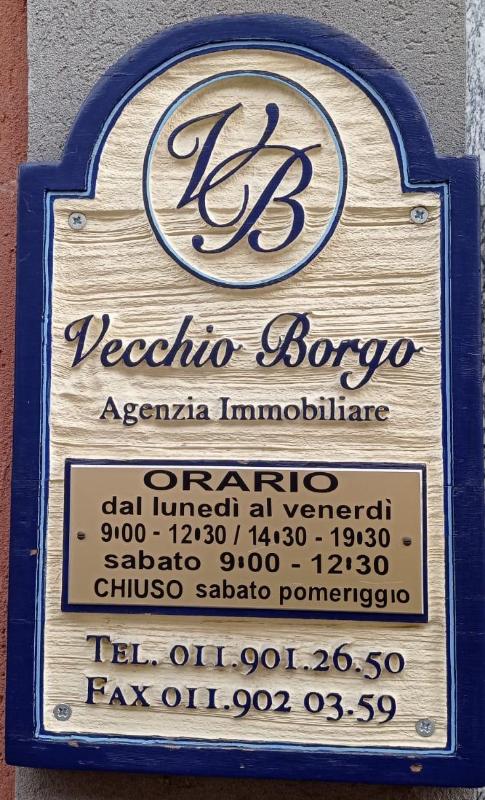 VB
Vecchio Borgo
Agenzia Immobiliare
ORARIO
dal lunedì al venerdì
9:00 - 12:30 / 14:30 - 19:30
sabato 9:00 - 12:30
CHIUSO sabato pomeriggio
TEL. 011.901.26.50
FAX 011.902 03.59